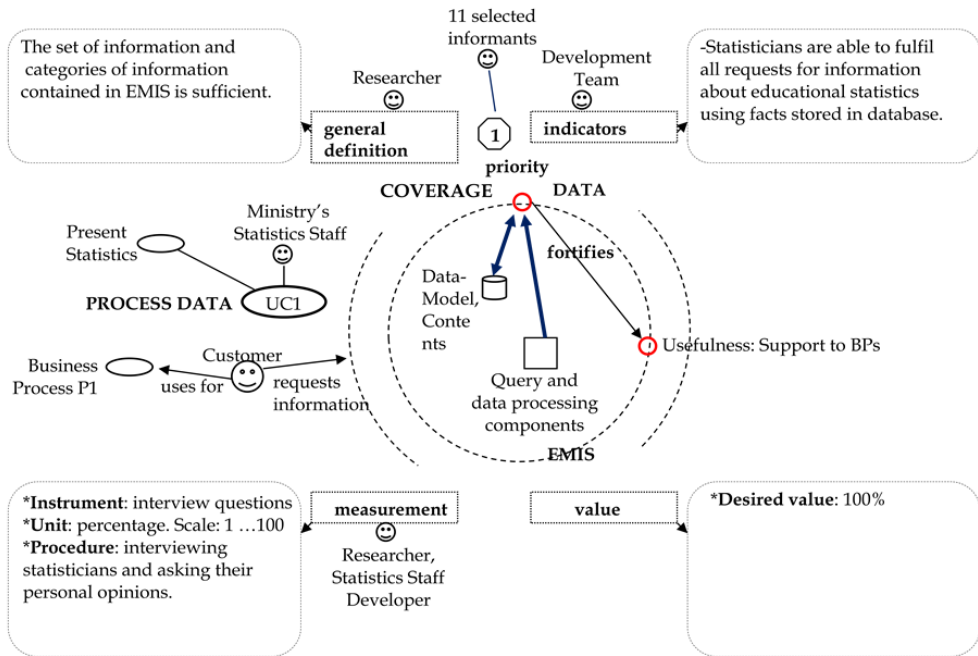 The set of information and
categories of information
contained in EMIS is sufficient.
11 selected
informants
Researcher
Development
Team
-Statisticians are able to fulfil
all requests for information
about educational statistics
using facts stored in database.
general
definition
1
indicators
priority
COVERAGE
DATA
Ministry's
Statistics Staff
Present
Statistics
PROCESS DATA
UC1
fortifies
Data-
Model,
Conte
nts
Usefulness: Support to BPs
Business
Process P1
Customer
uses for
requests
information
Query and
data processing
components
EMIS
*Instrument: interview questions
*Unit: percentage. Scale: 1 …100
*Procedure: interviewing
statisticians and asking their
personal opinions.
measurement
Researcher,
Statistics Staff
Developer
value
*Desired value: 100%